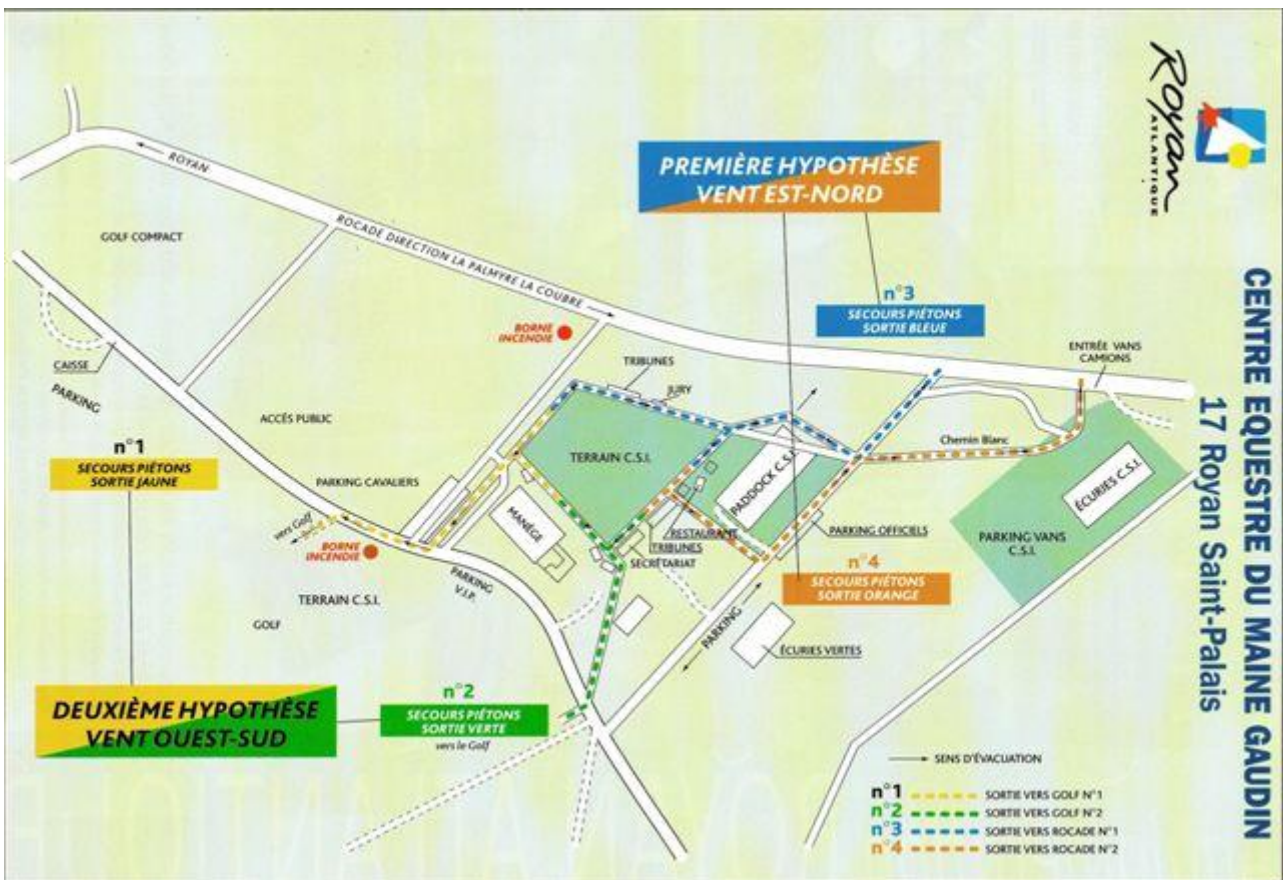 Royan
ATLANTIQUE
CENTRE EQUESTRE DU MAINE GAUDIN
17 Royan Saint-Palais
PREMIÈRE HYPOTHÈSE
VENT EST-NORD
ROYAN
ROCADE DIRECTION LA PALMYRE LA COUBRE
GOLF COMPACT
n°3
SECOURS PIÉTONS
SORTIE BLEUE
BORNE
INCENDIE
ENTRÉE VANS
CAMIONS
TRIBUNES
JURY
CAISSE
PARKING
ACCÉS PUBLIC
Chemin Blanc
n°1
SECOURS PIÉTONS
SORTIE JAUNE
TERRAIN C.S.I.
PADDOCK C.S.I.
ÉCURIES C.S.I.
PARKING CAVALIERS
MANÉGE
vers Golf
RESTAURANT
TRIBUNES
SECRÉTARIAT
PARKING OFFICIELS
PARKING VANS
C.S.I.
BORNE
INCENDIE
PARKING
V.I.P.
n°4
SECOURS PIÉTONS
SORTIE ORANGE
TERRAIN C.S.I.
GOLF
PARKING
ÉCURIES VERTES
DEUXIÈME HYPOTHÈSE
VENT OUEST-SUD
n°2
SECOURS PIÉTONS
SORTIE VERTE
vers le Golf
SENS D'ÉVACUATION
n°1 SORTIE VERS GOLF N°1
n°2 SORTIE VERS GOLF N°2
n°3 SORTIE VERS ROCADE N°1
n°4 SORTIE VERS ROCADE N°2